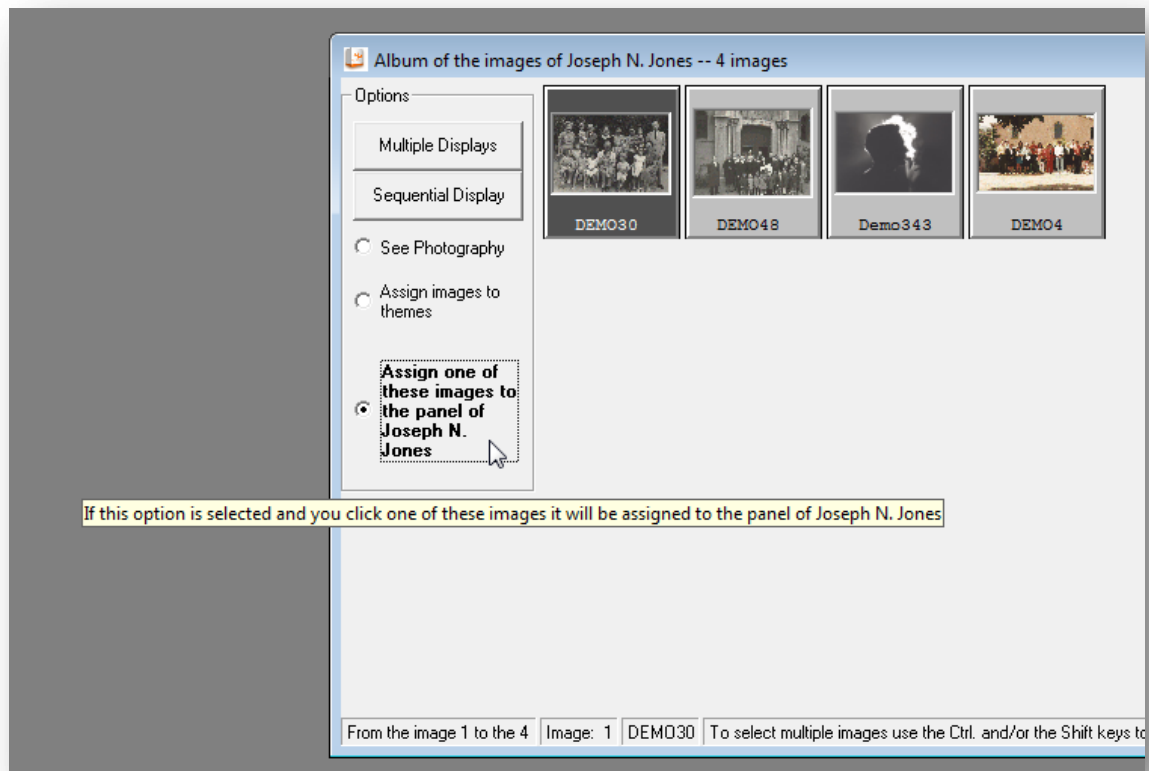 Album of the images of Joseph N. Jones -- 4 images
Options
Multiple Displays
Sequential Display
See Photography
Assign images to
themes
Assign one of
these images to
the panel of
Joseph N.
Jones
DEMO30
DEMO48
Demo343
DEMO4
If this option is selected and you click one of these images it will be assigned to the panel of Joseph N. Jones
From the image 1 to the 4
Image: 1
DEMO30
To select multiple images use the Ctrl. and/or the Shift keys to